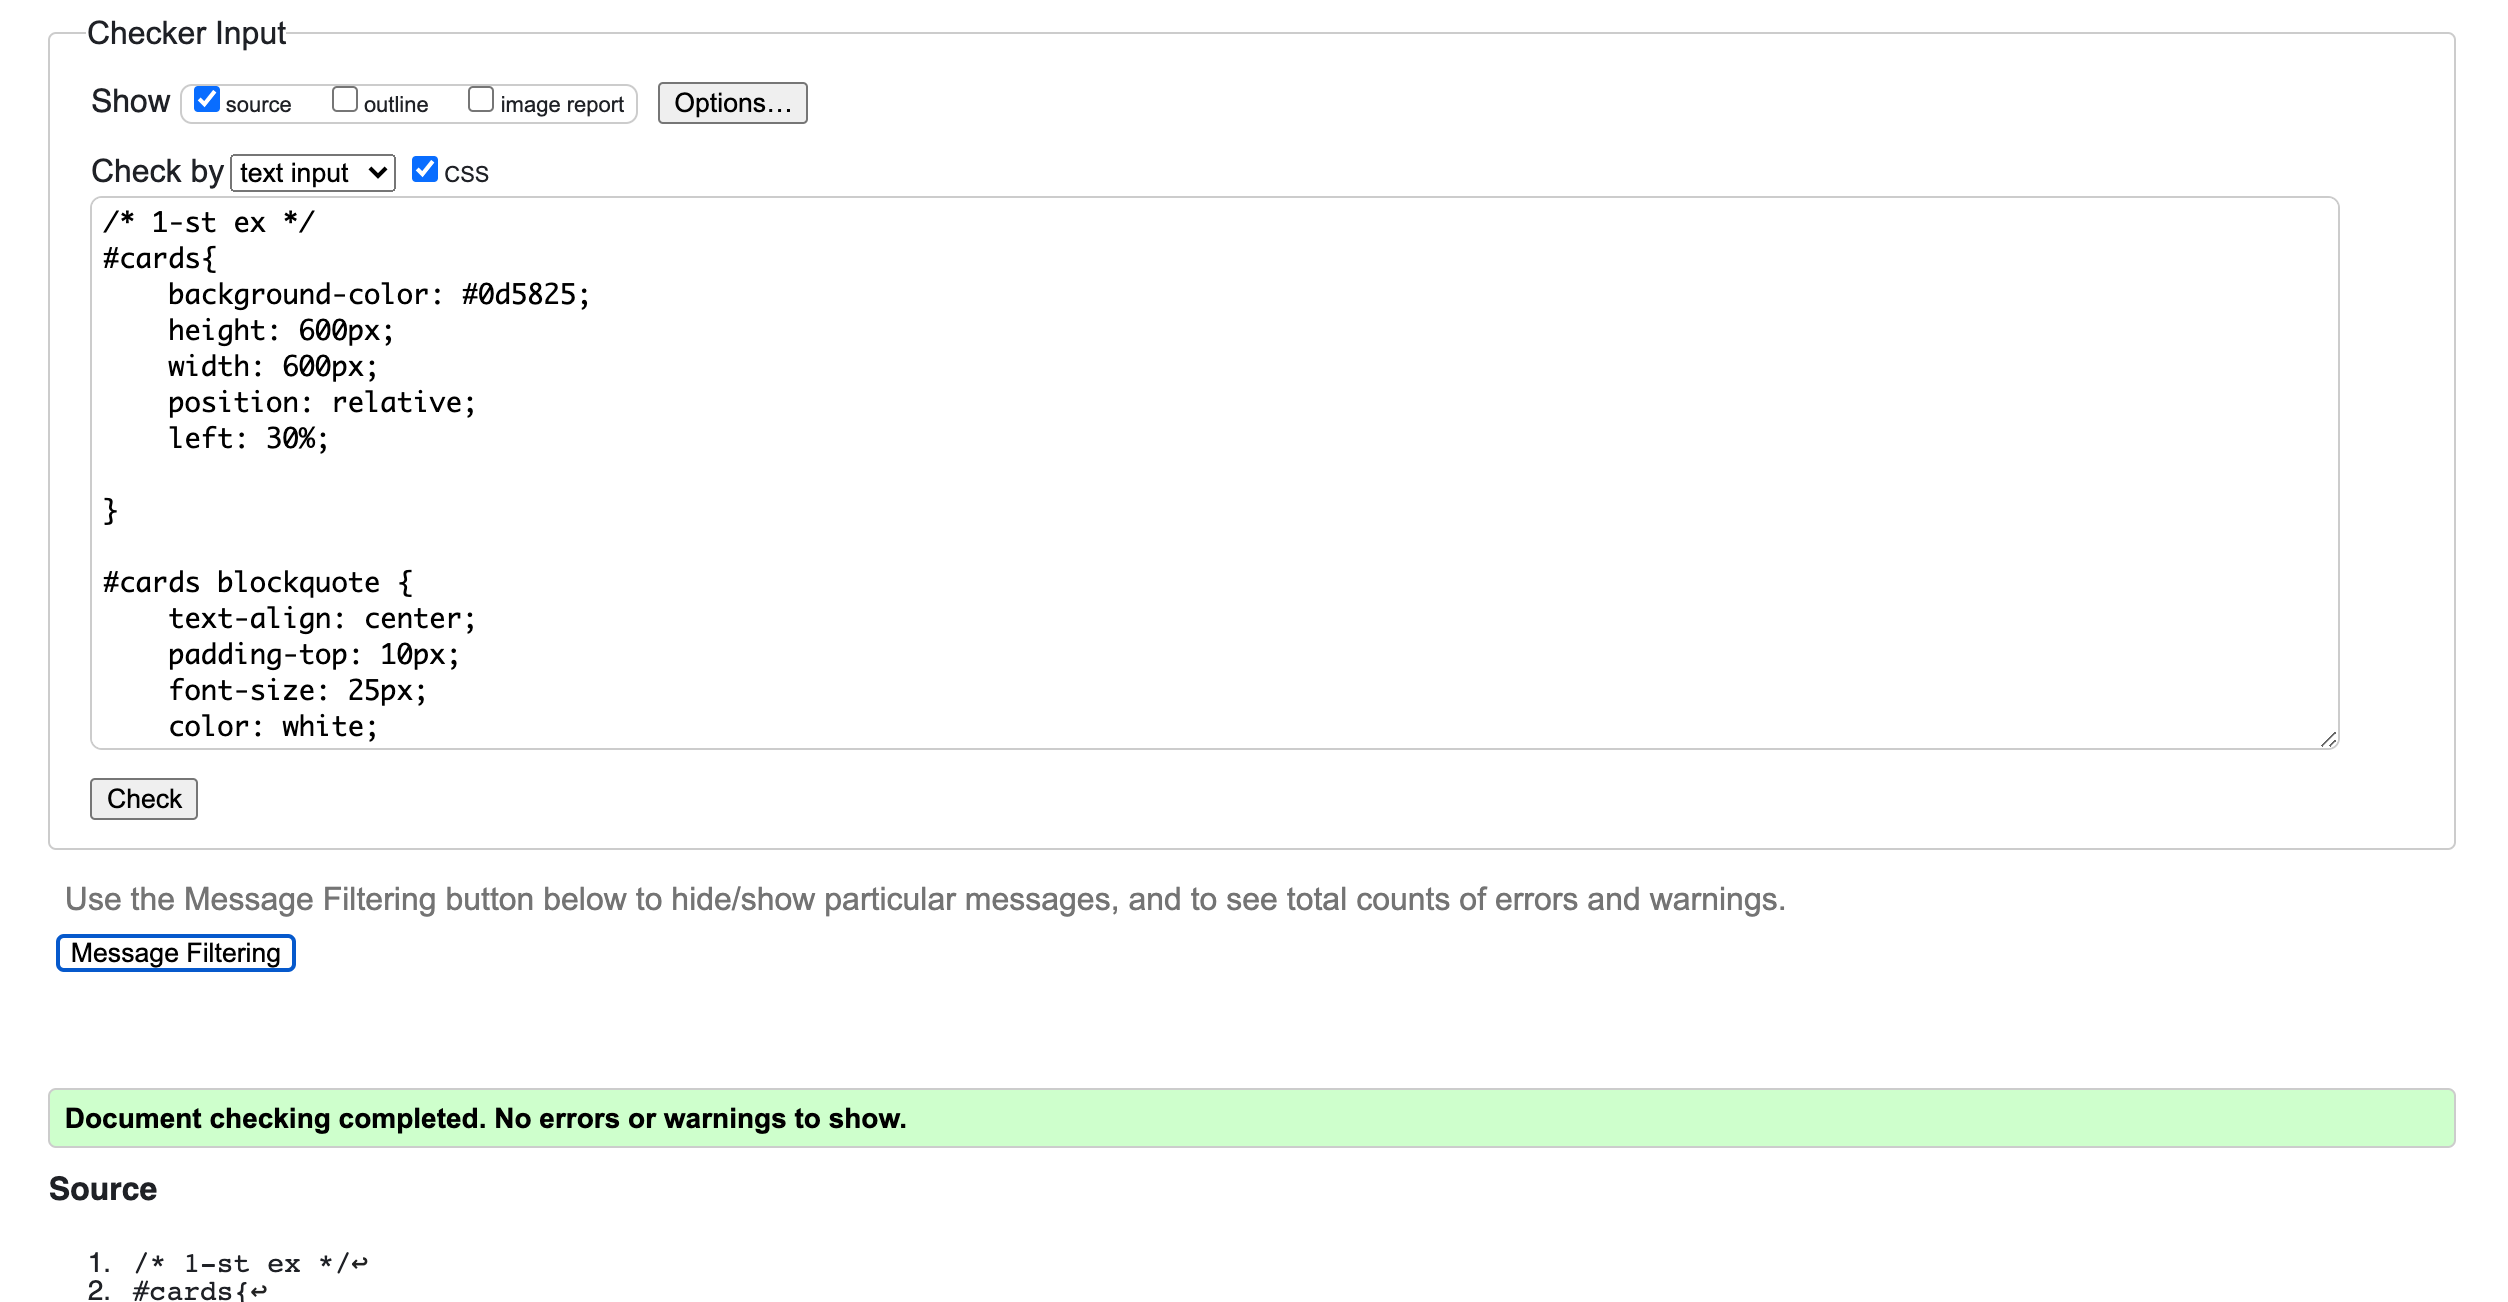 Checker Input
Show source outline image report Options...
Check by text input CSS
/* 1-st ex */
#cards{
    background-color: #0d5825;
    height: 600px;
    width: 600px;
    position: relative;
    left: 30%;

}

#cards blockquote {
    text-align: center;
    padding-top: 10px;
    font-size: 25px;
    color: white;
Check
Use the Message Filtering button below to hide/show particular messages, and to see total counts of errors and warnings.
Message Filtering
Document checking completed. No errors or warnings to show.
Source
1. /* 1-st ex */↩
2. #cards{↩